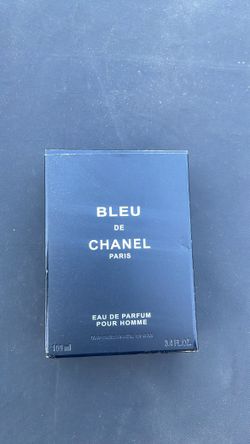 BLEU
DE
CHANEL
PARIS
EAU DE PARFUM
POUR HOMME
100 ml
3.4 FL.OZ.